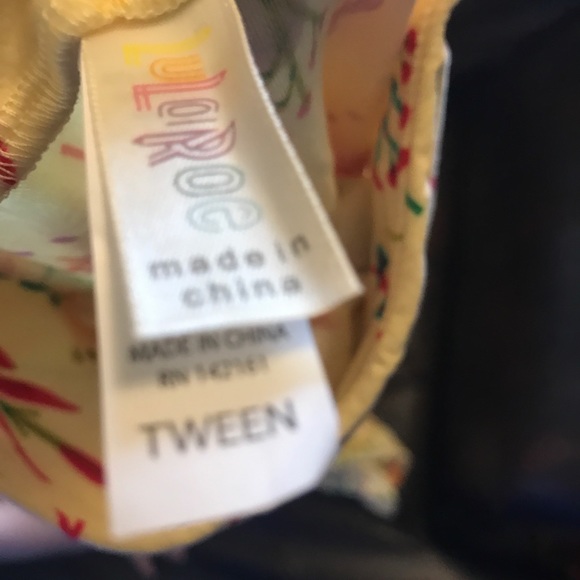 LuLaRoe
made in
china
MADE IN CHINA
RN 142161
TWEEN